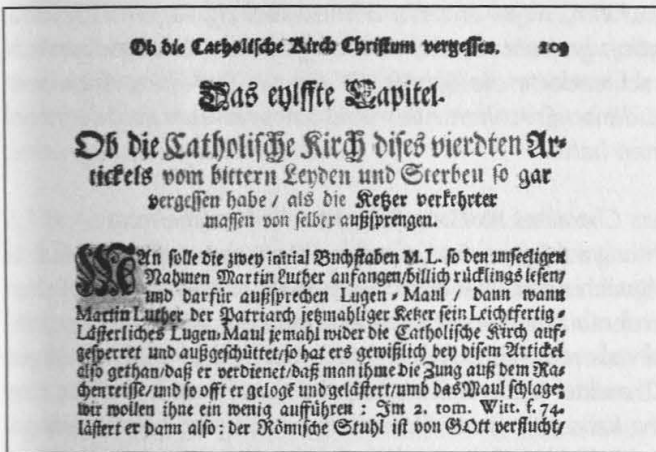 Ob die Catholische Kirch Christum vergessen. 209
Das eylffte Capitel.
Ob die Catholische Kirch dises vierdten Ar-
tickels vom bittern Leyden und Sterben so gar
vergessen habe / als die Ketzer verkehrter
massen von selber außsprengen.
MAn solle die zwey initial Buchstaben M. L. so den unseeligen
Nahmen Martin Luther anfangen / billich rücklings lesen /
und darfür außsprechen Lugen-Maul / dann wann
Martin Luther der Patriarch jetzmahliger Ketzer sein Leichtfertig-
Lästerliches Lugen-Maul jemahl wider die Catholische Kirch auf-
gesperret und außgeschüttet / so hat ers gewißlich bey disem Artickel
also gethan / daß er verdienet / daß man ihme die Zung auß dem Ra-
chen reisse / und so offt er gelogẽ und gelästert / umb das Maul schlage;
wir wollen ihne ein wenig aufführen : Im 2. tom. Witt. f. 74.
lästert er dann also : der Römische Stuhl ist von GOtt verflucht /